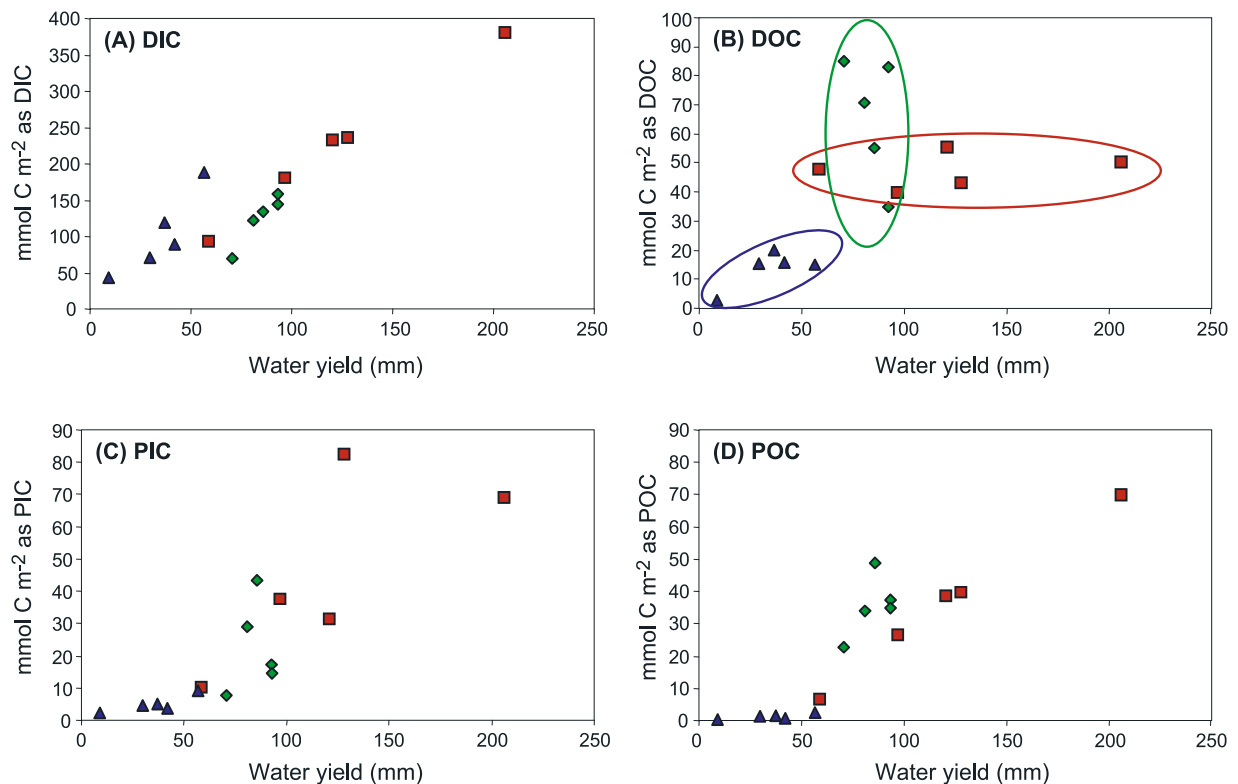 (A) DIC
400
350
300
250
200
150
100
50
0
mmol C m-2 as DIC
0 50 100 150 200 250
Water yield (mm)
(B) DOC
100
90
80
70
60
50
40
30
20
10
0
mmol C m-2 as DOC
0 50 100 150 200 250
Water yield (mm)
(C) PIC
90
80
70
60
50
40
30
20
10
0
mmol C m-2 as PIC
0 50 100 150 200 250
Water yield (mm)
(D) POC
90
80
70
60
50
40
30
20
10
0
mmol C m-2 as POC
0 50 100 150 200 250
Water yield (mm)